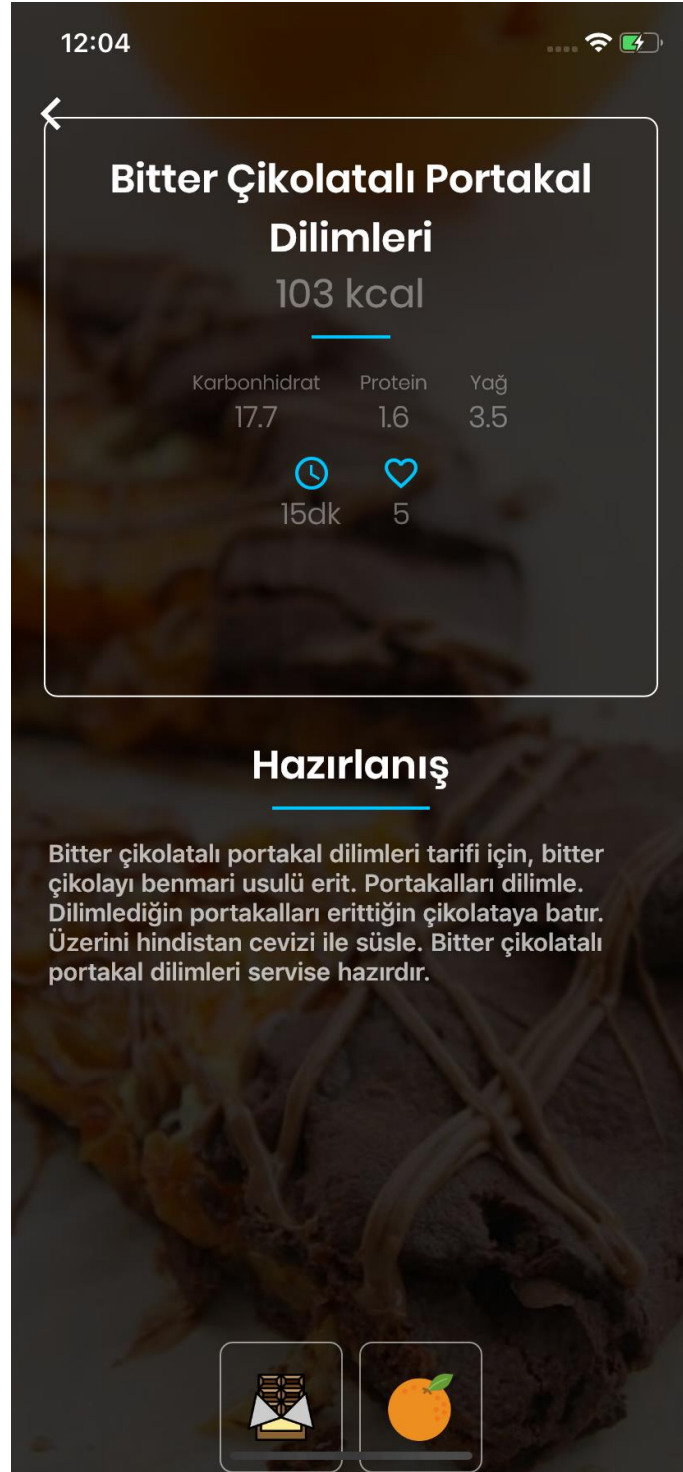 12:04
Bitter Çikolatalı Portakal
Dilimleri
103 kcal
Karbonhidrat Protein Yağ
17.7 1.6 3.5
15dk 5
Hazırlanış
Bitter çikolatalı portakal dilimleri tarifi için, bitter
çikolayı benmari usulü erit. Portakalları dilimle.
Dilimlediğin portakalları erittiğin çikolataya batır.
Üzerini hindistan cevizi ile süsle. Bitter çikolatalı
portakal dilimleri servise hazırdır.